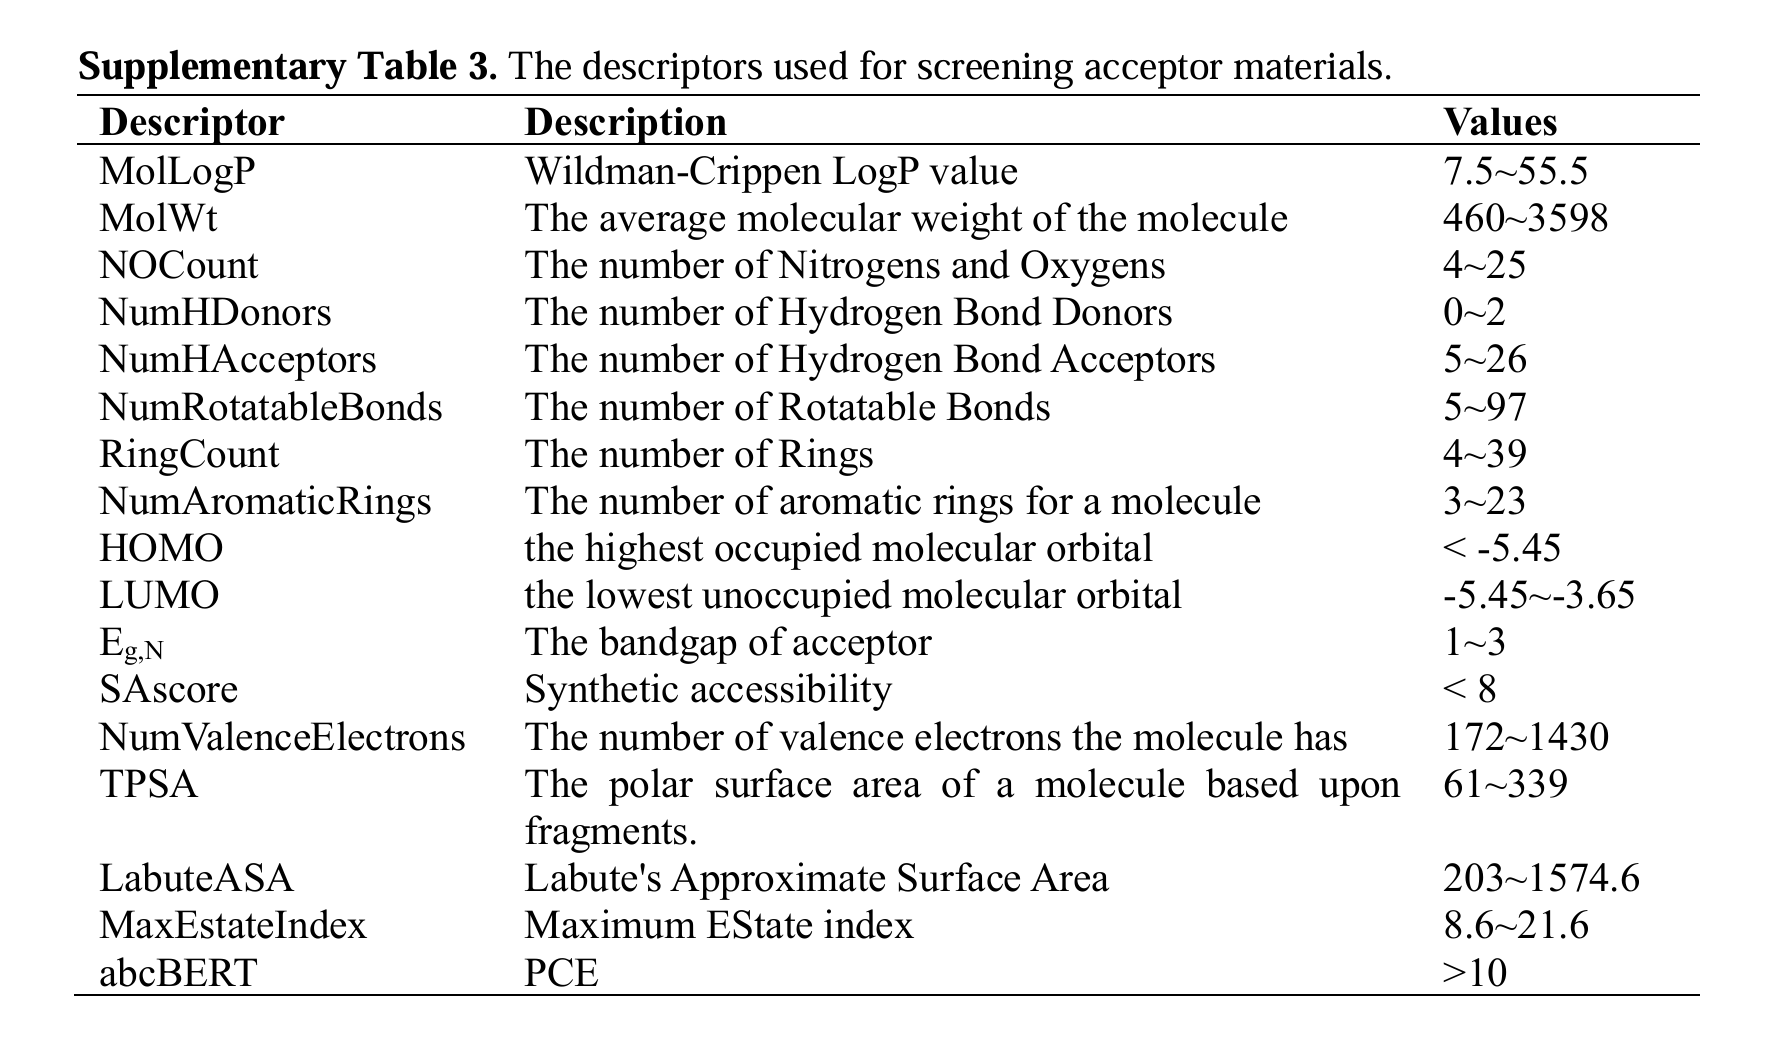 Supplementary Table 3. The descriptors used for screening acceptor materials.
Descriptor Description Values
MolLogP Wildman-Crippen LogP value 7.5~55.5
MolWt The average molecular weight of the molecule 460~3598
NOCount The number of Nitrogens and Oxygens 4~25
NumHDonors The number of Hydrogen Bond Donors 0~2
NumHAcceptors The number of Hydrogen Bond Acceptors 5~26
NumRotatableBonds The number of Rotatable Bonds 5~97
RingCount The number of Rings 4~39
NumAromaticRings The number of aromatic rings for a molecule 3~23
HOMO the highest occupied molecular orbital < -5.45
LUMO the lowest unoccupied molecular orbital -5.45~-3.65
Eg,N The bandgap of acceptor 1~3
SAscore Synthetic accessibility < 8
NumValenceElectrons The number of valence electrons the molecule has 172~1430
TPSA The polar surface area of a molecule based upon 61~339
fragments.
LabuteASA Labute's Approximate Surface Area 203~1574.6
MaxEstateIndex Maximum EState index 8.6~21.6
abcBERT PCE >10